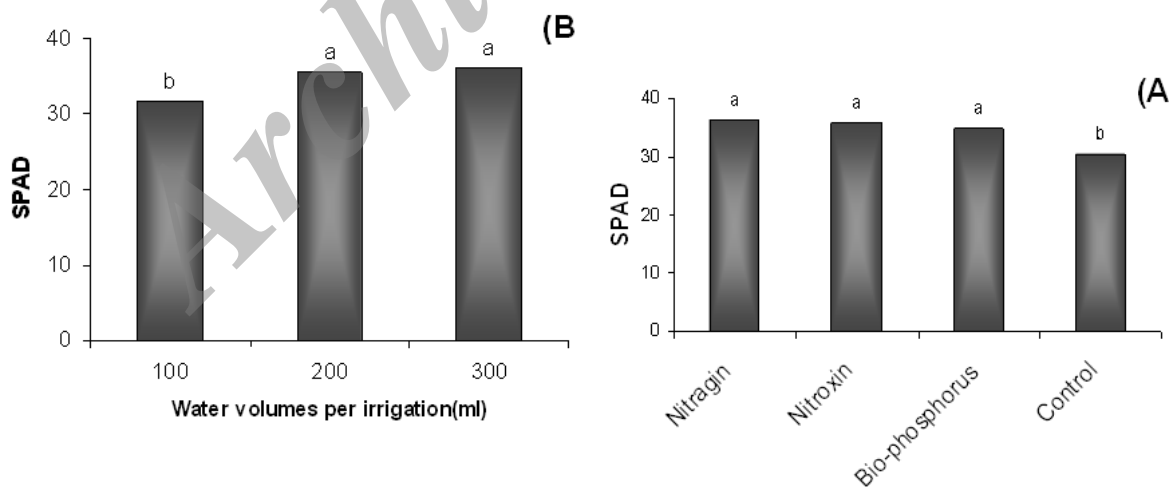 (B
SPAD
40
30
20
10
0
b
a
a
100 200 300
Water volumes per irrigation(ml)
(A
SPAD
40
30
20
10
0
a
a
a
b
Nitragin
Nitroxin
Bio-phosphorus
Control